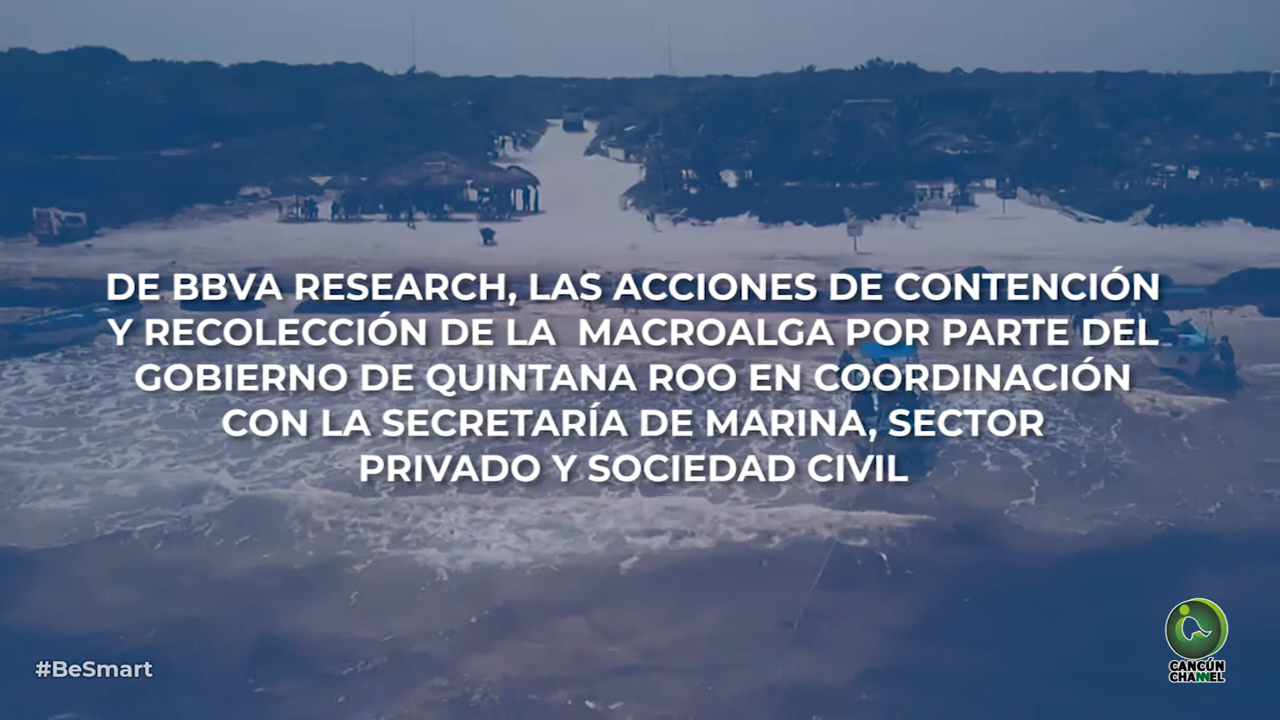 DE BBVA RESEARCH, LAS ACCIONES DE CONTENCIÓN
Y RECOLECCIÓN DE LA  MACROALGA POR PARTE DEL
GOBIERNO DE QUINTANA ROO EN COORDINACIÓN
CON LA SECRETARÍA DE MARINA, SECTOR
PRIVADO Y SOCIEDAD CIVIL
#BeSmart
CANCÚN
CHANNEL